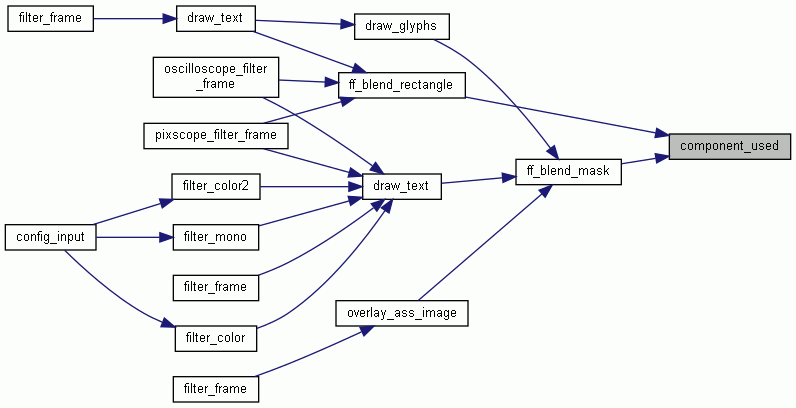 filter_frame
draw_text
draw_glyphs
oscilloscope_filter
_frame
ff_blend_rectangle
pixscope_filter_frame
component_used
filter_color2
draw_text
ff_blend_mask
config_input
filter_mono
filter_frame
overlay_ass_image
filter_color
filter_frame